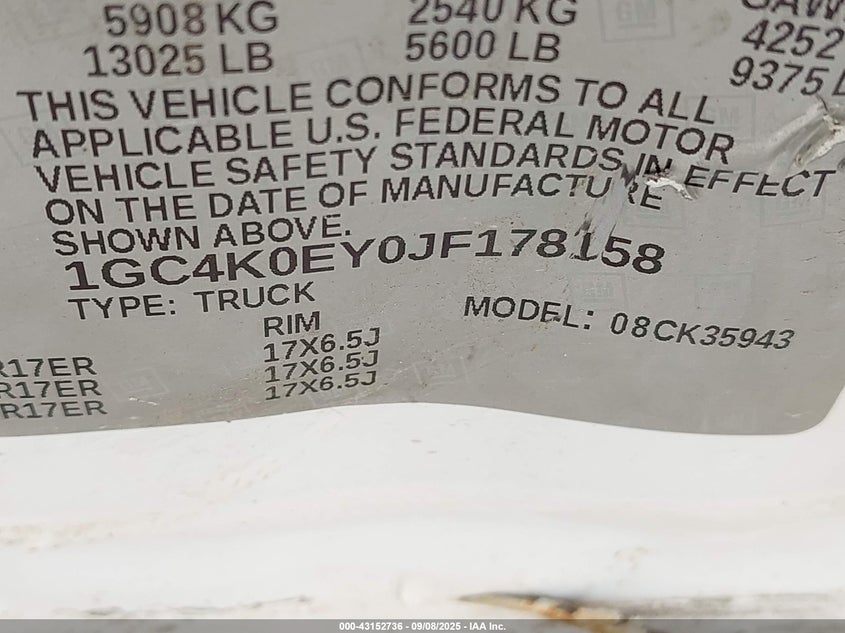 5908 KG 2540 KG GAW
13025 LB 5600 LB 4252
9375 L
THIS VEHICLE CONFORMS TO ALL
APPLICABLE U.S. FEDERAL MOTOR
VEHICLE SAFETY STANDARDS IN EFFECT
ON THE DATE OF MANUFACTURE
SHOWN ABOVE.
1GC4K0EY0JF178158
TYPE: TRUCK MODEL: 08CK35943
RIM
R17ER 17X6.5J
R17ER 17X6.5J
R17ER 17X6.5J
000-43152736 - 09/08/2025 - IAA Inc.